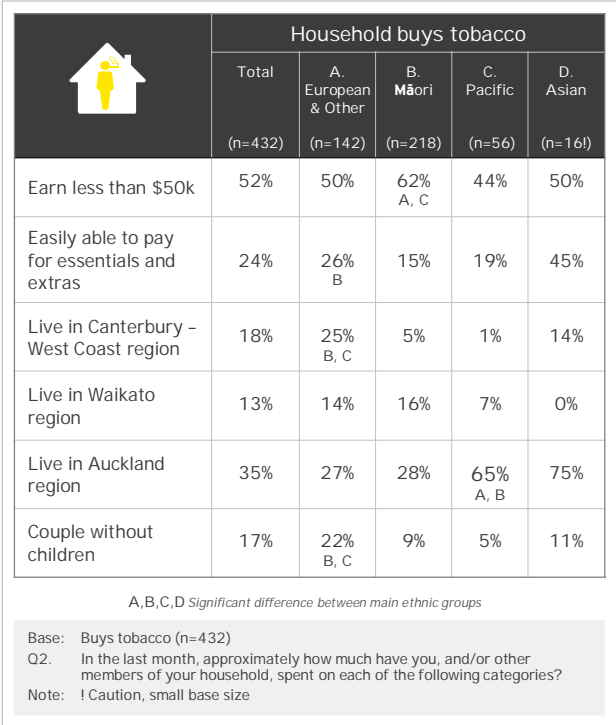 Household buys tobacco
Total
A.
European
& Other
B.
Māori
C.
Pacific
D.
Asian
(n=432) (n=142) (n=218) (n=56) (n=16!)
Earn less than $50k 52% 50% 62% 44% 50%
A, C
Easily able to pay
for essentials and
extras
24% 26% 15% 19% 45%
B
Live in Canterbury –
West Coast region
18% 25% 5% 1% 14%
B, C
Live in Waikato
region
13% 14% 16% 7% 0%
Live in Auckland
region
35% 27% 28% 65% 75%
A, B
Couple without
children
17% 22% 9% 5% 11%
B, C
A,B,C,D Significant difference between main ethnic groups
Base: Buys tobacco (n=432)
Q2. In the last month, approximately how much have you, and/or other
members of your household, spent on each of the following categories?
Note: ! Caution, small base size